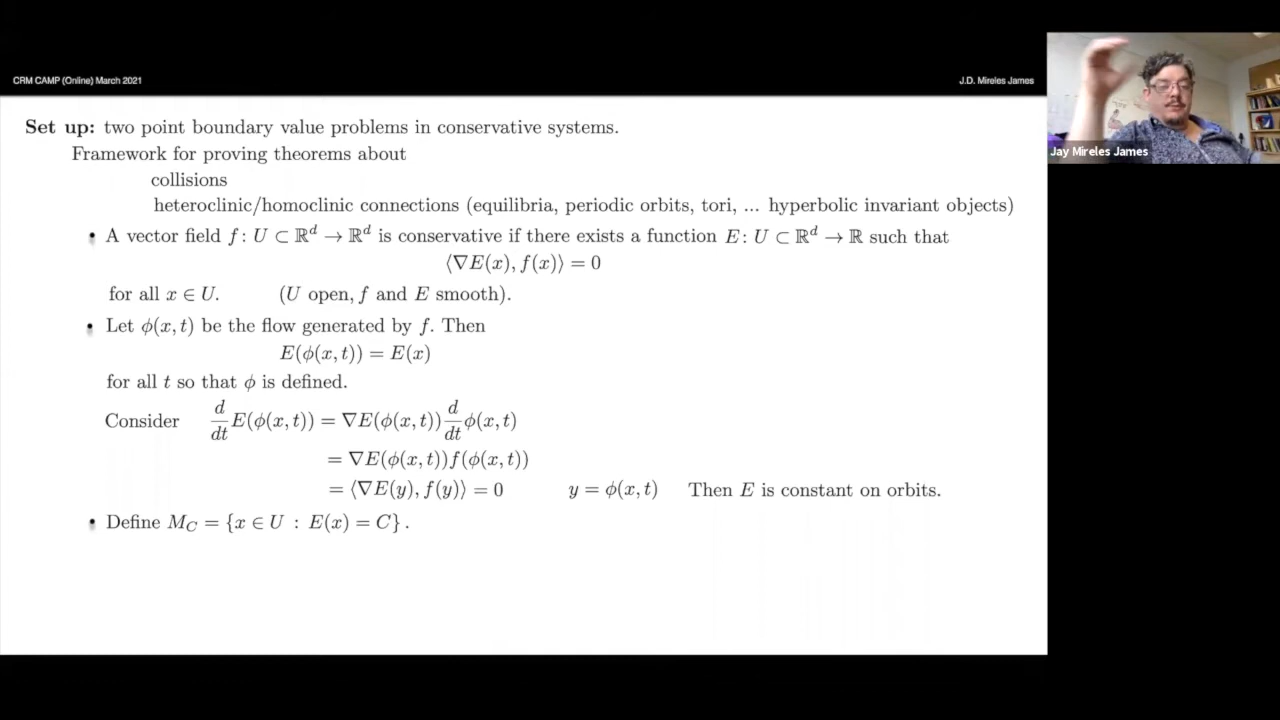 CRM CAMP (Online) March 2021
J.D. Mireles James
Jay Mireles James
Set up: two point boundary value problems in conservative systems.
Framework for proving theorems about
collisions
heteroclinic/homoclinic connections (equilibria, periodic orbits, tori, ... hyperbolic invariant objects)
• A vector field f: U ⊂ ℝᵈ → ℝᵈ is conservative if there exists a function E: U ⊂ ℝᵈ → ℝ such that
⟨∇E(x), f(x)⟩ = 0
for all x ∈ U. (U open, f and E smooth).
• Let ϕ(x, t) be the flow generated by f. Then
E(ϕ(x, t)) = E(x)
for all t so that ϕ is defined.
Consider d/dt E(ϕ(x, t)) = ∇E(ϕ(x, t)) d/dt ϕ(x, t)
= ∇E(ϕ(x, t))f(ϕ(x, t))
= ⟨∇E(y), f(y)⟩ = 0 y = ϕ(x, t) Then E is constant on orbits.
• Define M_C = {x ∈ U : E(x) = C}.